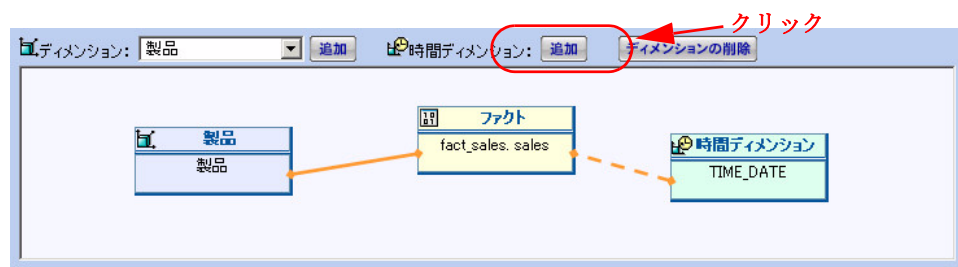 クリック
ディメンション: 製品 追加 時間ディメンション: 追加 ディメンションの削除
ファクト
fact_sales. sales
製品
製品
時間ディメンション
TIME_DATE